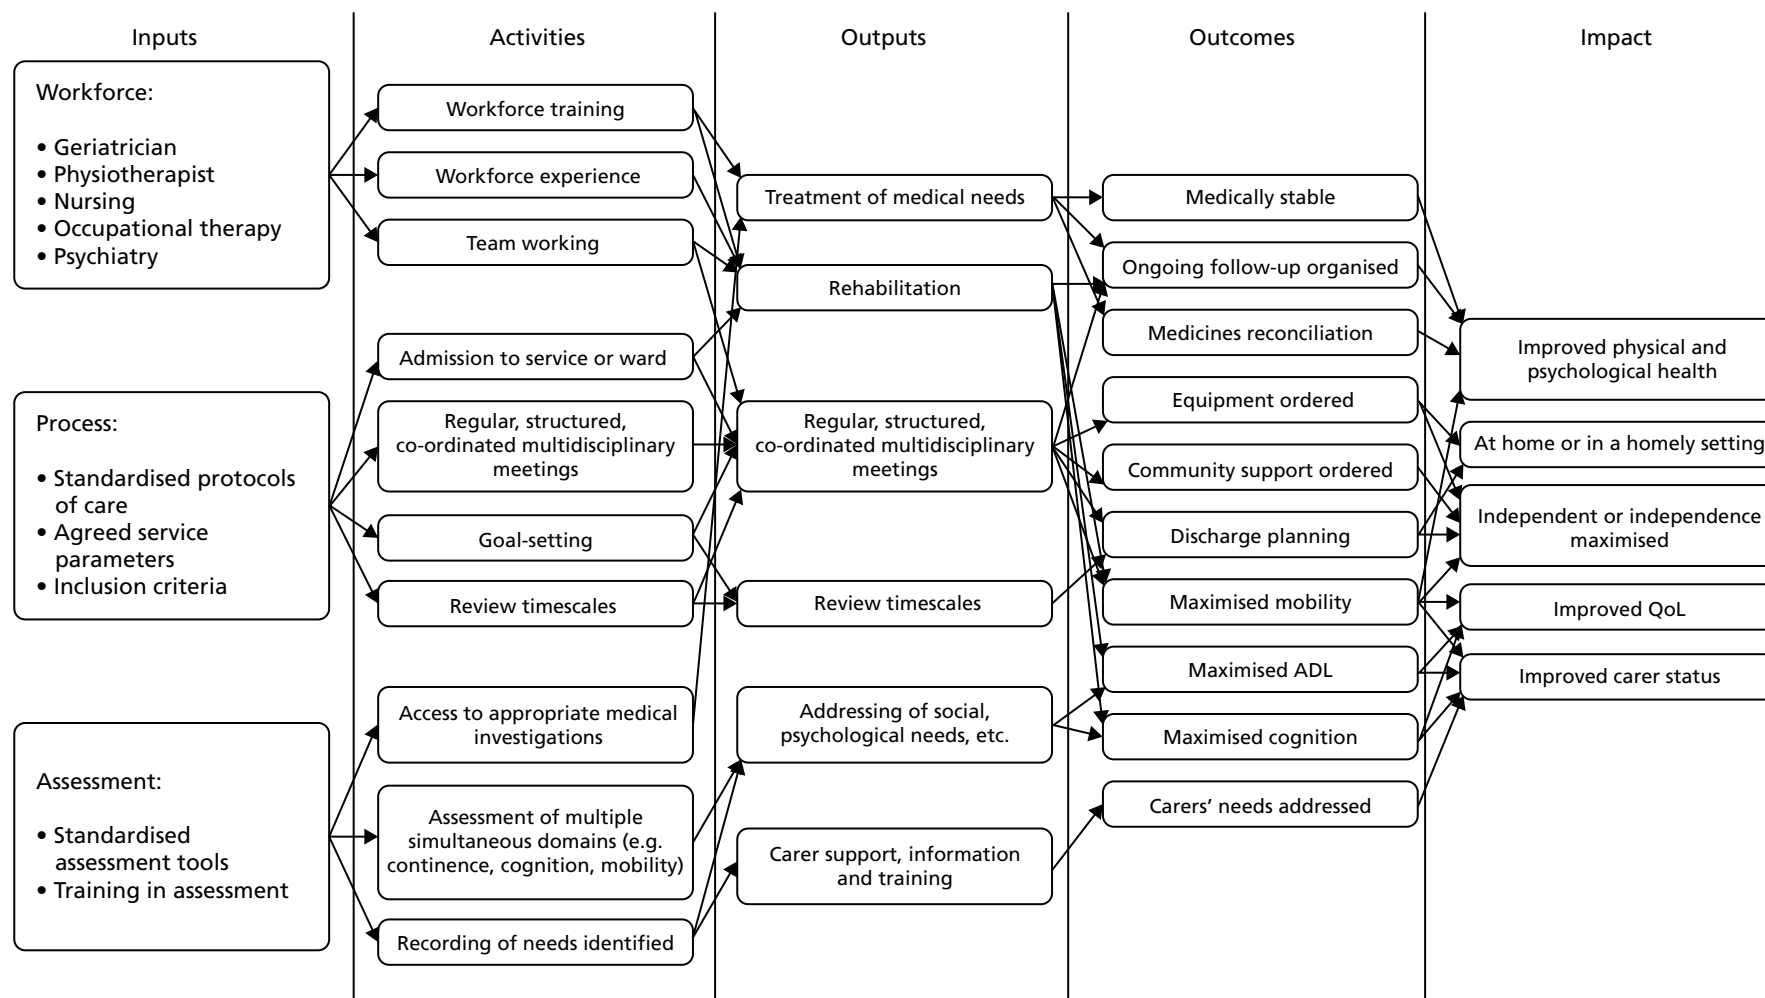 Inputs
Activities
Outputs
Outcomes
Impact
Workforce:
• Geriatrician
• Physiotherapist
• Nursing
• Occupational therapy
• Psychiatry
Process:
• Standardised protocols
of care
• Agreed service
parameters
• Inclusion criteria
Assessment:
• Standardised
assessment tools
• Training in assessment
Workforce training
Workforce experience
Team working
Admission to service or ward
Regular, structured,
co-ordinated multidisciplinary
meetings
Goal-setting
Review timescales
Access to appropriate medical
investigations
Assessment of multiple
simultaneous domains (e.g.
continence, cognition, mobility)
Recording of needs identified
Treatment of medical needs
Rehabilitation
Regular, structured,
co-ordinated multidisciplinary
meetings
Review timescales
Addressing of social,
psychological needs, etc.
Carer support, information
and training
Medically stable
Ongoing follow-up organised
Medicines reconciliation
Equipment ordered
Community support ordered
Discharge planning
Maximised mobility
Maximised ADL
Maximised cognition
Carers’ needs addressed
Improved physical and
psychological health
At home or in a homely setting
Independent or independence
maximised
Improved QoL
Improved carer status